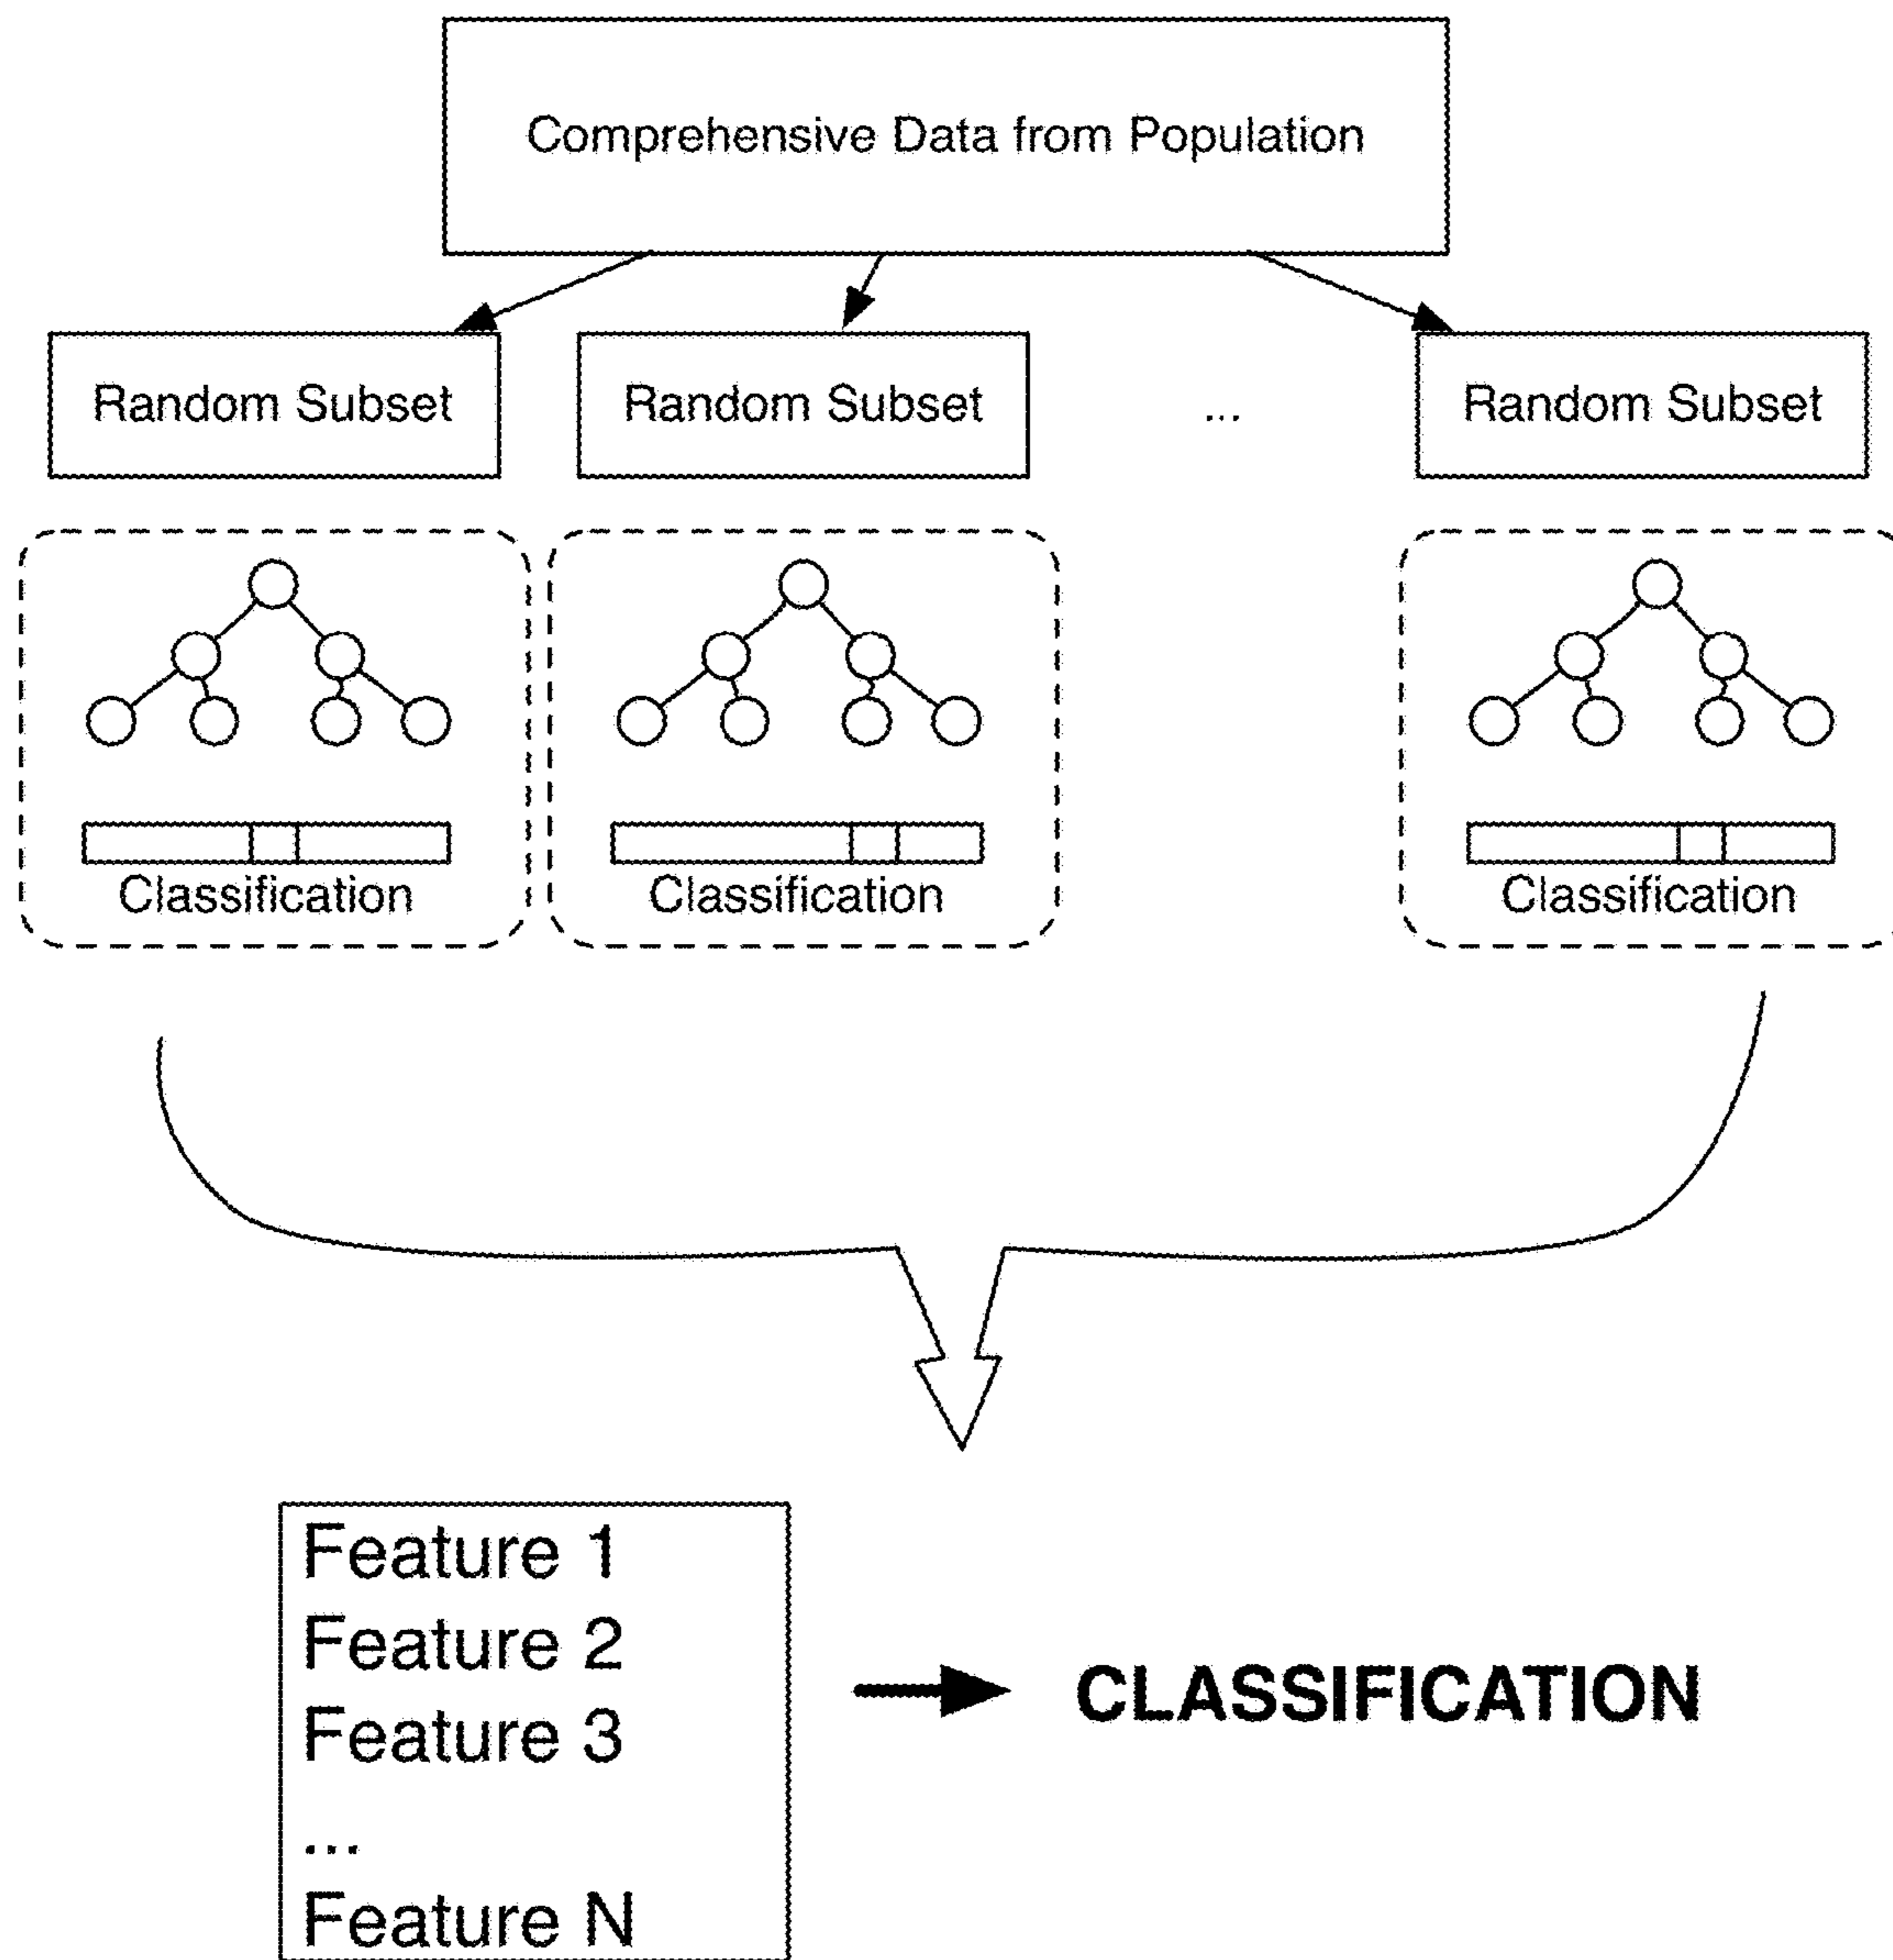 Comprehensive Data from Population
Random Subset
Random Subset
...
Random Subset
Classification
Classification
Classification
Feature 1
Feature 2
Feature 3
...
Feature N
CLASSIFICATION